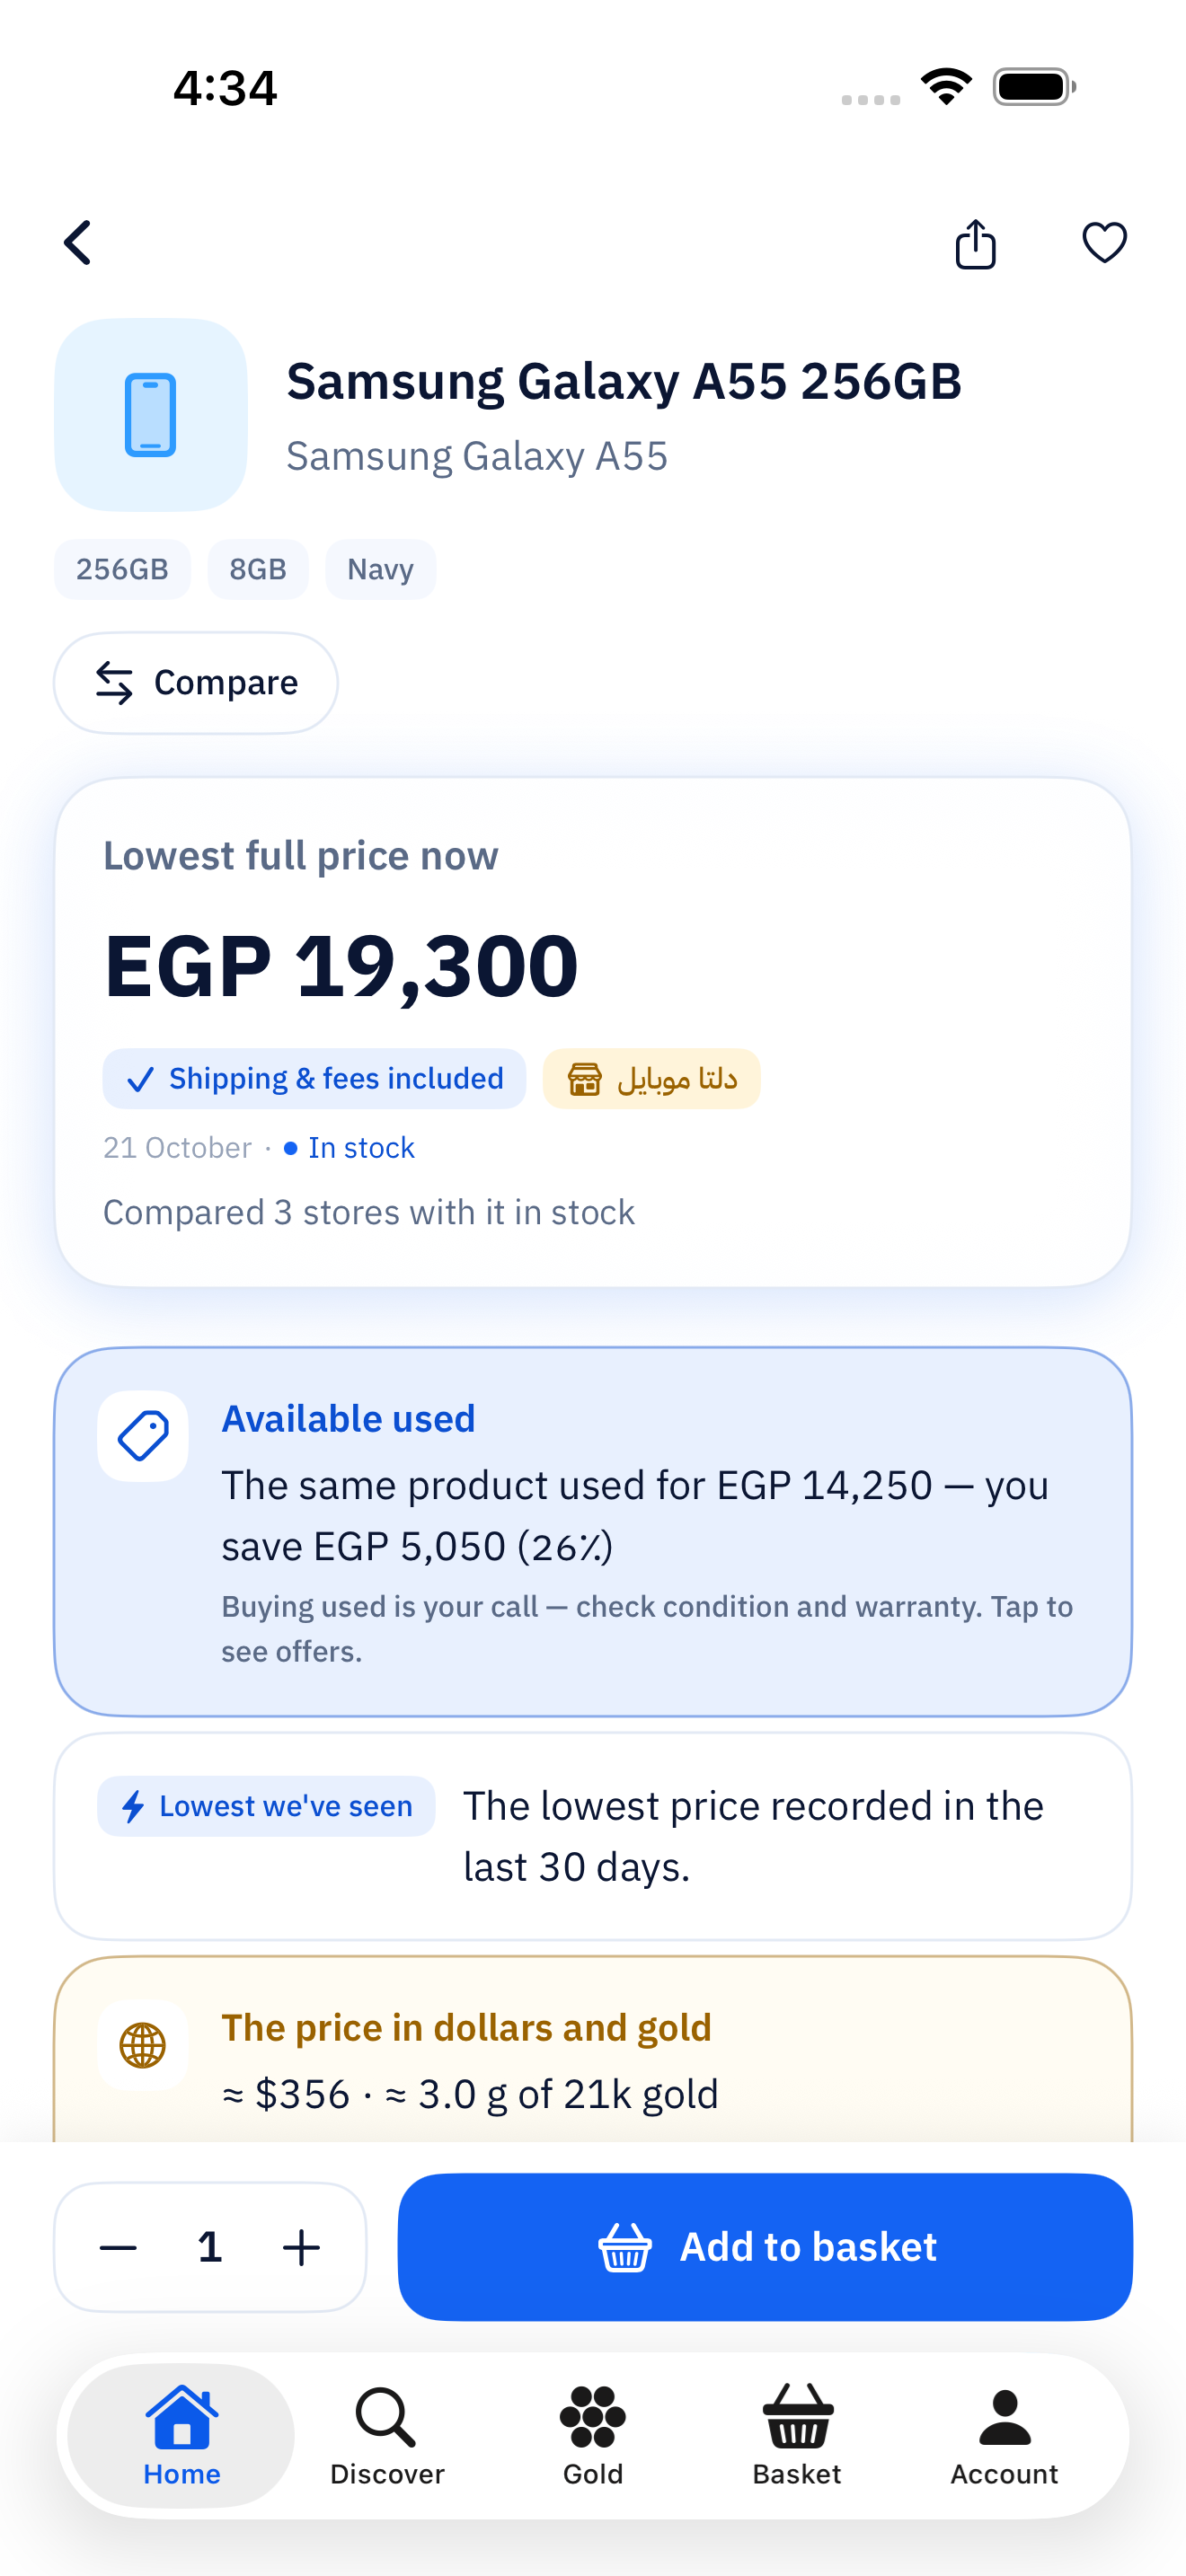 4:34
Samsung Galaxy A55 256GB
Samsung Galaxy A55
256GB
8GB
Navy
Compare
Lowest full price now
EGP 19,300
Shipping & fees included
دلتا موبايل
21 October · In stock
Compared 3 stores with it in stock
Available used
The same product used for EGP 14,250 — you
save EGP 5,050 (26٪)
Buying used is your call — check condition and warranty. Tap to
see offers.
Lowest we've seen
The lowest price recorded in the
last 30 days.
The price in dollars and gold
≈ $356 · ≈ 3.0 g of 21k gold
1
Add to basket
Home
Discover
Gold
Basket
Account